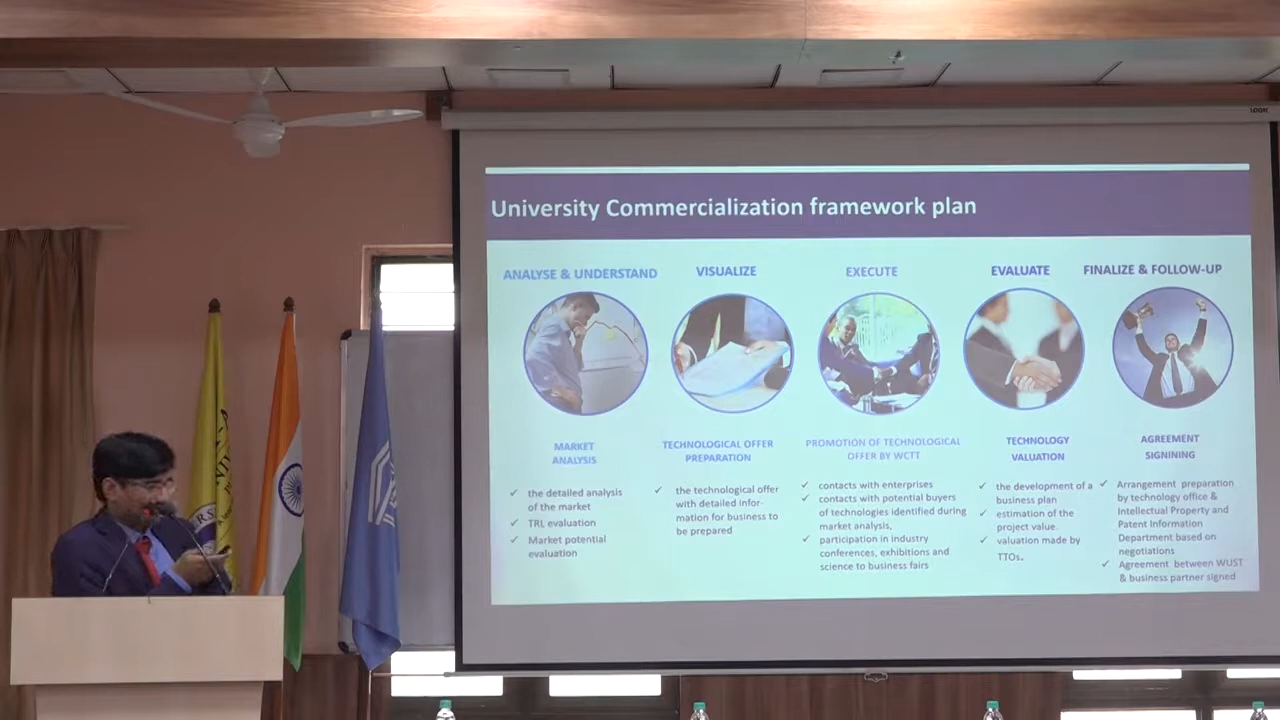 LOGIC
University Commercialization framework plan
ANALYSE & UNDERSTAND
VISUALIZE
EXECUTE
EVALUATE
FINALIZE & FOLLOW-UP
MARKET
ANALYSIS
✓ the detailed analysis
of the market
✓ TRL evaluation
✓ Market potential
evaluation
TECHNOLOGICAL OFFER
PREPARATION
✓ the technological offer
with detailed infor-
mation for business to
be prepared
PROMOTION OF TECHNOLOGICAL
OFFER BY WCTT
✓ contacts with enterprises
✓ contacts with potential buyers
of technologies identified during
market analysis,
✓ participation in industry
conferences, exhibitions and
science to business fairs
TECHNOLOGY
VALUATION
✓ the development of a
business plan
✓ estimation of the
project value.
✓ valuation made by
TTOs.
AGREEMENT
SIGNINING
✓ Arrangement preparation
by technology office &
Intellectual Property and
Patent Information
Department based on
negotiations
✓ Agreement between WUST
& business partner signed